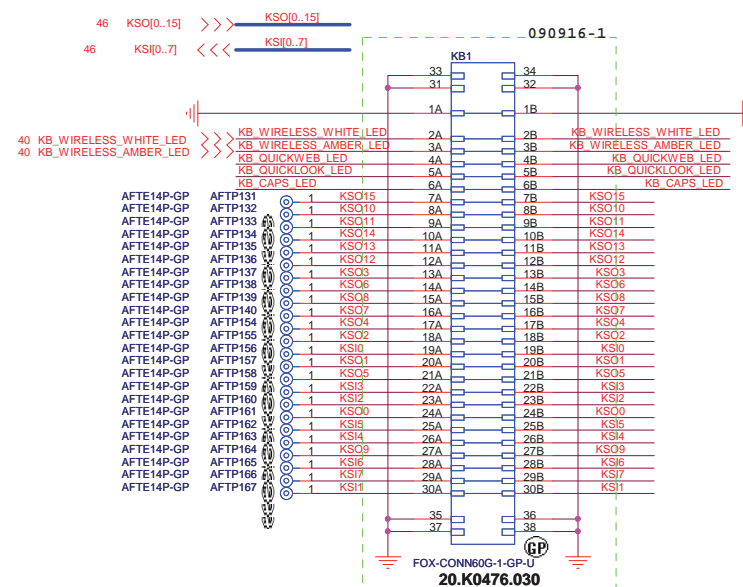 46 KSO[0..15] KSO[0..15]
090916-1
46 KSI[0..7] KSI[0..7]
KB1
33 34
31 32
1A 1B
KB_WIRELESS_WHITE_LED 2A 2B KB_WIRELESS_WHITE_LED
40 KB_WIRELESS_WHITE_LED
KB_WIRELESS_AMBER_LED 3A 3B KB_WIRELESS_AMBER_LED
40 KB_WIRELESS_AMBER_LED
KB_QUICKWEB_LED 4A 4B KB_QUICKWEB_LED
KB_QUICKLOOK_LED 5A 5B KB_QUICKLOOK_LED
KB_CAPS_LED 6A 6B KB_CAPS_LED
AFTE14P-GP AFTP131 1 KSO15 7A 7B KSO15
AFTE14P-GP AFTP132 1 KSO10 8A 8B KSO10
AFTE14P-GP AFTP133 1 KSO11 9A 9B KSO11
AFTE14P-GP AFTP134 1 KSO14 10A 10B KSO14
AFTE14P-GP AFTP135 1 KSO13 11A 11B KSO13
AFTE14P-GP AFTP136 1 KSO12 12A 12B KSO12
AFTE14P-GP AFTP137 1 KSO3 13A 13B KSO3
AFTE14P-GP AFTP138 1 KSO6 14A 14B KSO6
AFTE14P-GP AFTP139 1 KSO8 15A 15B KSO8
AFTE14P-GP AFTP140 1 KSO7 16A 16B KSO7
AFTE14P-GP AFTP154 1 KSO4 17A 17B KSO4
AFTE14P-GP AFTP155 1 KSO2 18A 18B KSO2
AFTE14P-GP AFTP156 1 KSI0 19A 19B KSI0
AFTE14P-GP AFTP157 1 KSO1 20A 20B KSO1
AFTE14P-GP AFTP158 1 KSO5 21A 21B KSO5
AFTE14P-GP AFTP159 1 KSI3 22A 22B KSI3
AFTE14P-GP AFTP160 1 KSI2 23A 23B KSI2
AFTE14P-GP AFTP161 1 KSO0 24A 24B KSO0
AFTE14P-GP AFTP162 1 KSI5 25A 25B KSI5
AFTE14P-GP AFTP163 1 KSI4 26A 26B KSI4
AFTE14P-GP AFTP164 1 KSO9 27A 27B KSO9
AFTE14P-GP AFTP165 1 KSI6 28A 28B KSI6
AFTE14P-GP AFTP166 1 KSI7 29A 29B KSI7
AFTE14P-GP AFTP167 1 KSI1 30A 30B KSI1
35 36
37 38
GP
FOX-CONN60G-1-GP-U
20.K0476.030